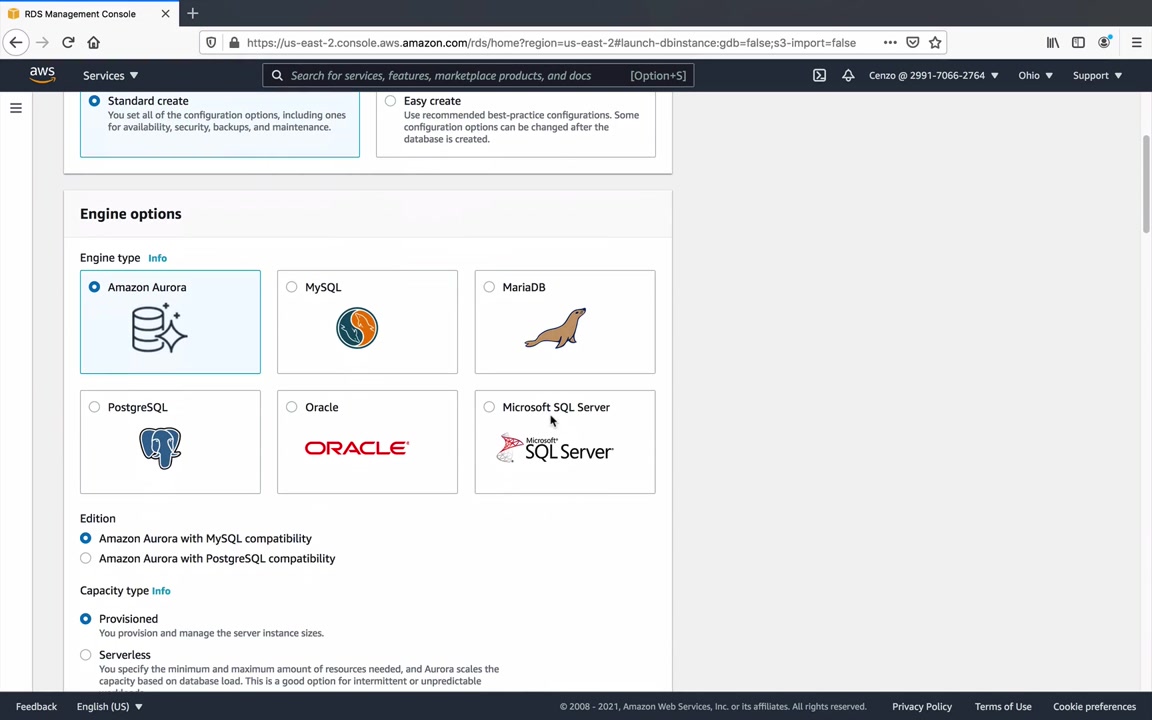 RDS Management Console
https://us-east-2.console.aws.amazon.com/rds/home?region=us-east-2#launch-dbinstance:gdb=false;s3-import=false
aws Services Search for services, features, marketplace products, and docs [Option+S] Cenzo @ 2991-7066-2764 Ohio Support
Standard create
You set all of the configuration options, including ones
for availability, security, backups, and maintenance.
Easy create
Use recommended best-practice configurations. Some
configuration options can be changed after the
database is created.
Engine options
Engine type Info
Amazon Aurora
MySQL
MariaDB
PostgreSQL
Oracle
ORACLE
Microsoft SQL Server
Microsoft
SQL Server
Edition
Amazon Aurora with MySQL compatibility
Amazon Aurora with PostgreSQL compatibility
Capacity type Info
Provisioned
You provision and manage the server instance sizes.
Serverless
You specify the minimum and maximum amount of resources needed, and Aurora scales the
capacity based on database load. This is a good option for intermittent or unpredictable
Feedback English (US) © 2008 - 2021, Amazon Web Services, Inc. or its affiliates. All rights reserved. Privacy Policy Terms of Use Cookie preferences